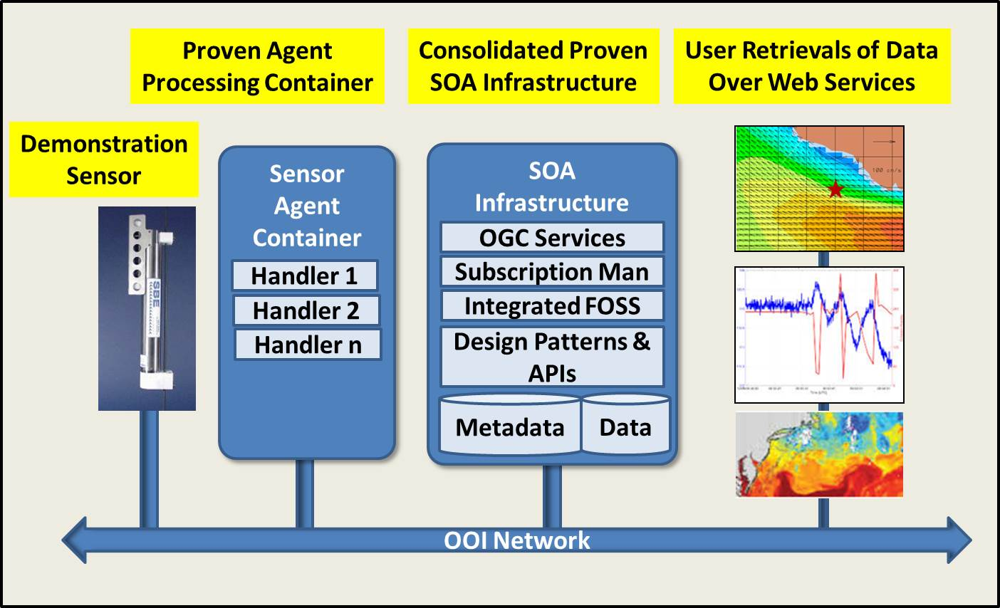 Proven Agent
Processing Container
Consolidated Proven
SOA Infrastructure
User Retrievals of Data
Over Web Services
Demonstration
Sensor
SBE
Sensor
Agent
Container
Handler 1
Handler 2
Handler n
SOA
Infrastructure
OGC Services
Subscription Man
Integrated FOSS
Design Patterns &
APIs
Metadata
Data
100 cm/s
OOI Network